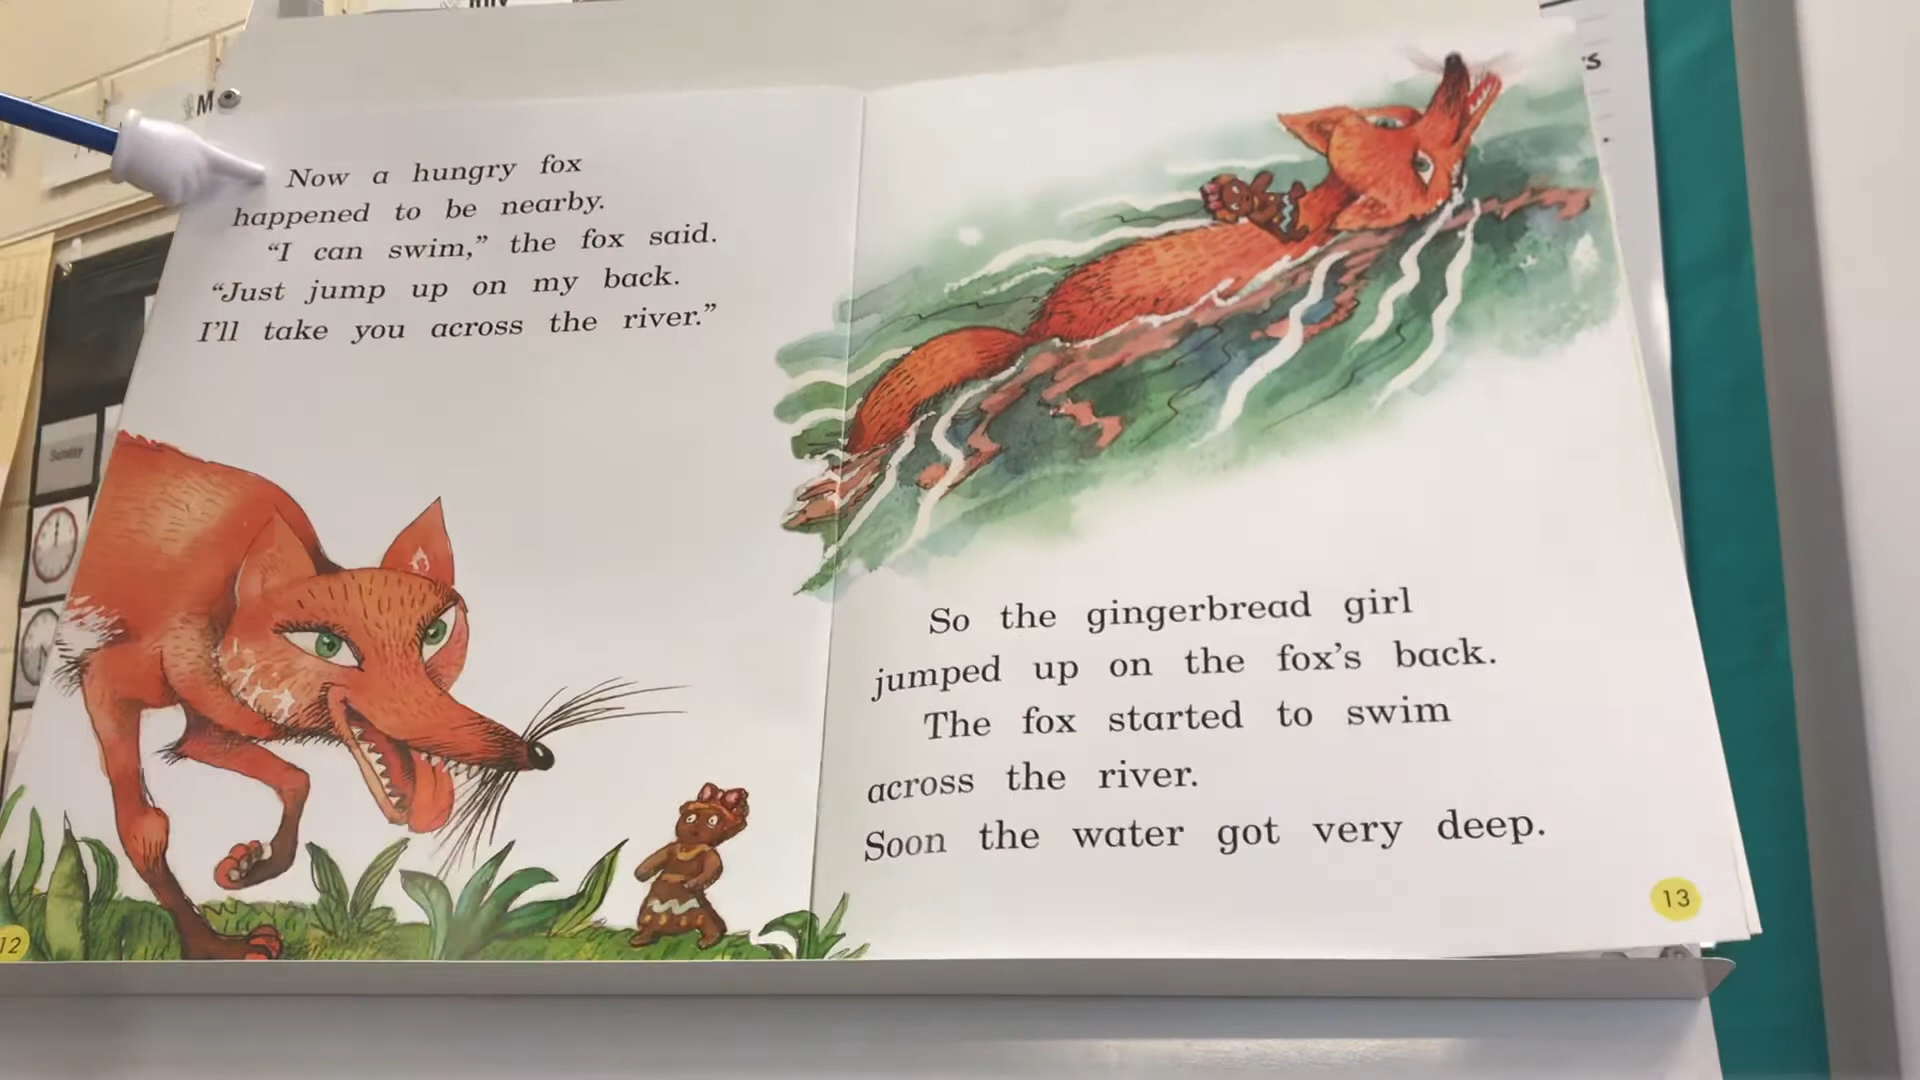 M
Now a hungry fox
happened to be nearby.
“I can swim,” the fox said.
“Just jump up on my back.
I’ll take you across the river.”
Sunday
12
So the gingerbread girl
jumped up on the fox’s back.
The fox started to swim
across the river.
Soon the water got very deep.
13